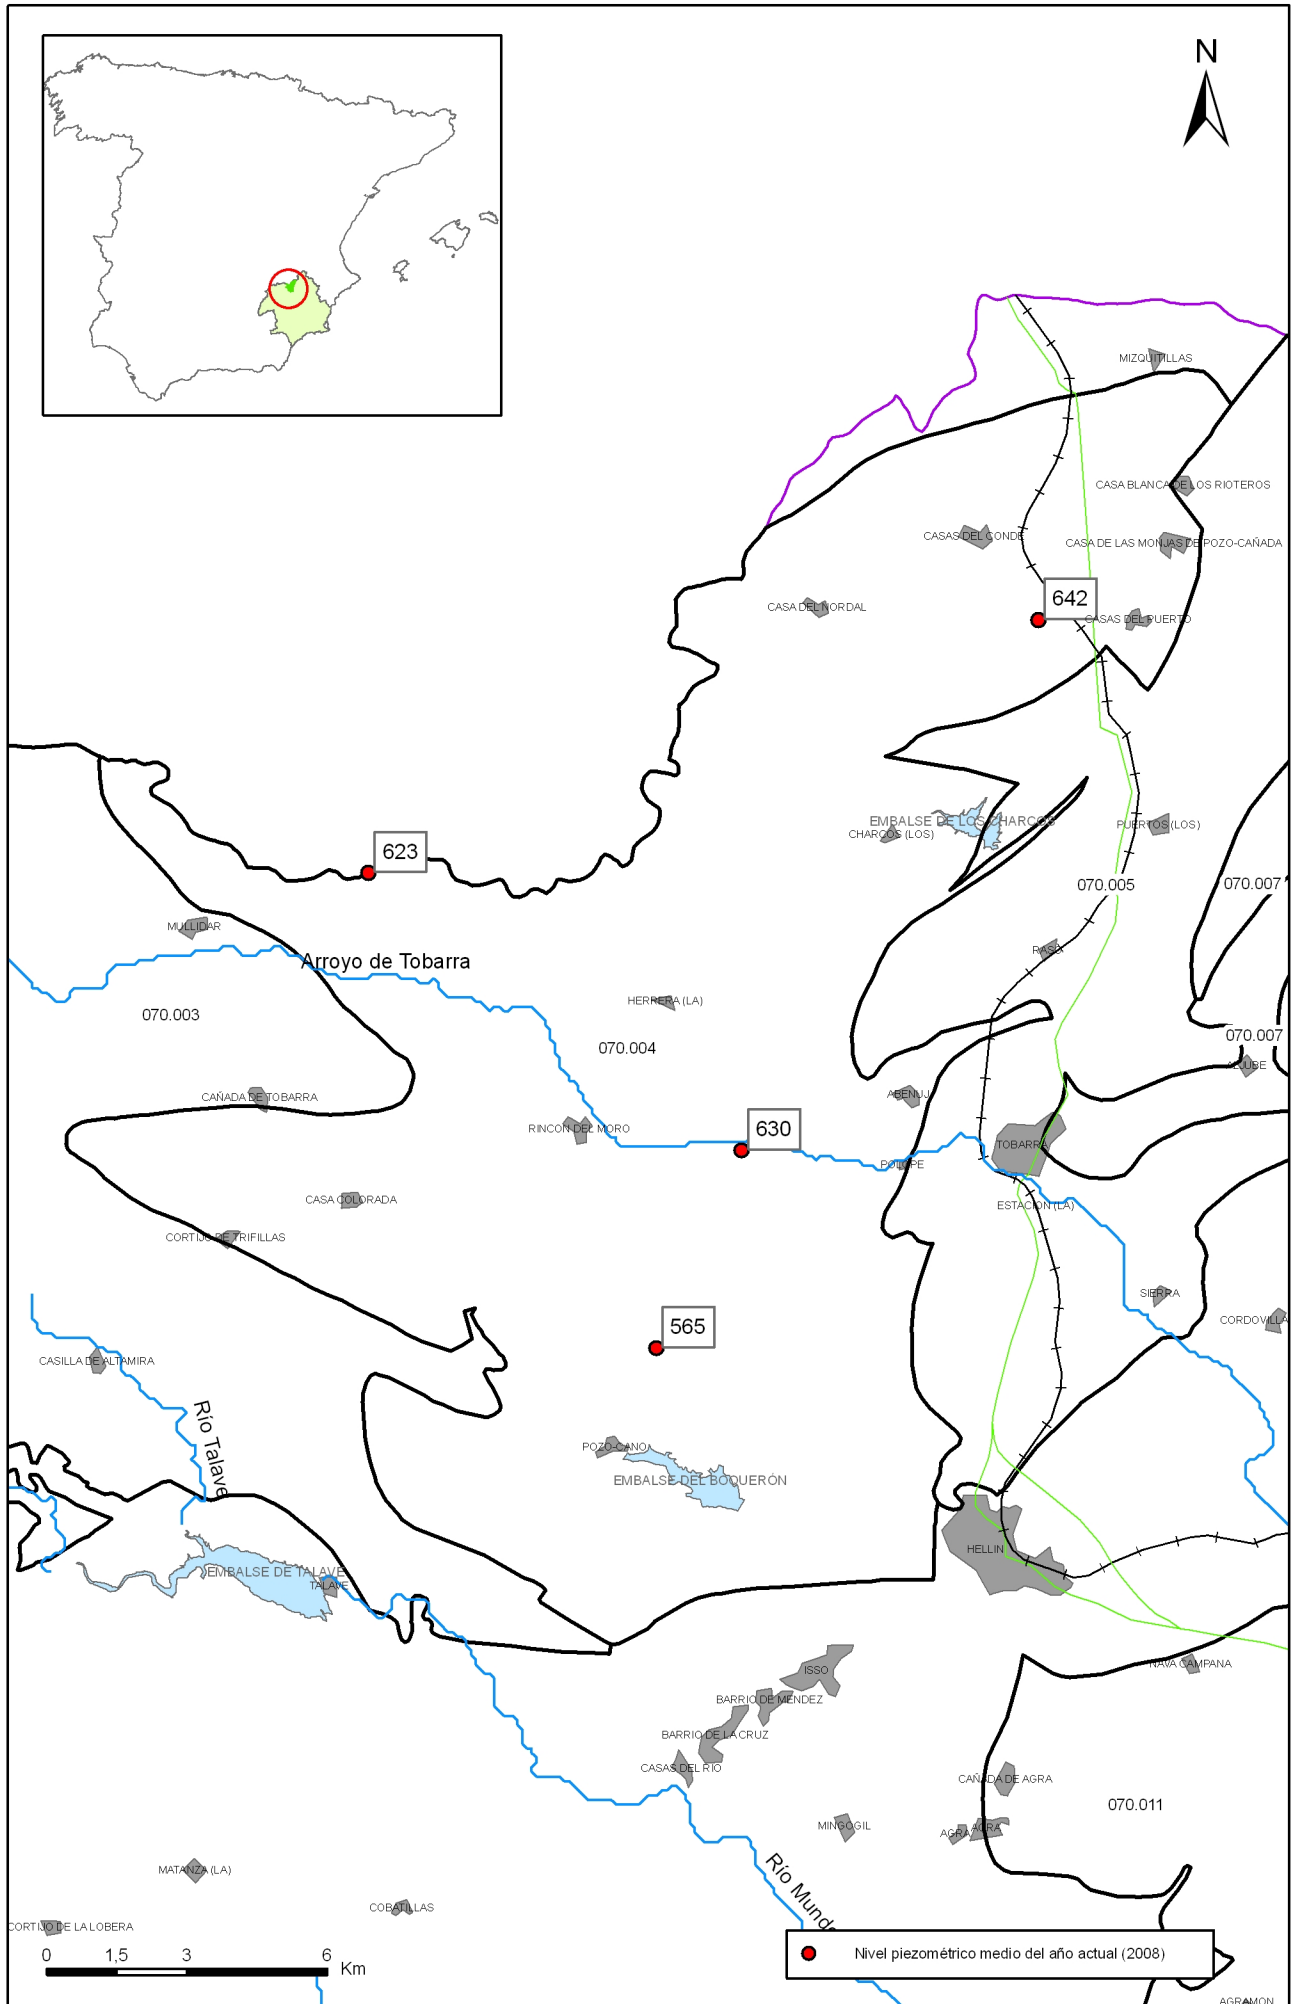 N
MIZQUITILLAS
CASA BLANCA DE LOS RIOTEROS
CASAS DEL CONDE
CASA DE LAS MONJAS DE POZO-CAÑADA
642
CASA DEL NORDAL
CASAS DEL PUERTO
EMBALSE DE LOS CHARCOS
PUERTOS (LOS)
CHARCOS (LOS)
623
070.005
070.007
MULLIDAR
RASO
Arroyo de Tobarra
HERRERA (LA)
070.003
070.004
070.007
ALJUBE
CAÑADA DE TOBARRA
ABENUJ
RINCON DEL MORO
630
TOBARRA
POLOPE
CASA COLORADA
ESTACION (LA)
CORTIJO DE TRIFILLAS
SIERRA
CORDOVILLA
565
CASILLA DE ALTAMIRA
Río Talave
POZO-CANO
EMBALSE DEL BOQUERÓN
HELLIN
EMBALSE DE TALAVE
TALAVE
ISSO
NAVA CAMPANA
BARRIO DE MENDEZ
BARRIO DE LA CRUZ
CASAS DEL RIO
CAÑADA DE AGRA
070.011
MINGOGIL
AGRA
AGRA
MATANZA (LA)
Río Mundo
COBATILLAS
CORTIJO DE LA LOBERA
0 1,5 3 6 Km
Nivel piezométrico medio del año actual (2008)
AGRAMON